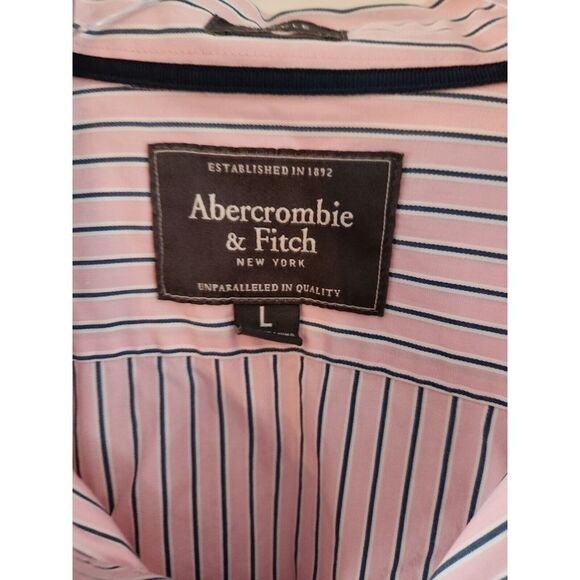 ESTABLISHED IN 1892
Abercrombie
& Fitch
NEW YORK
UNPARALLELED IN QUALITY
L